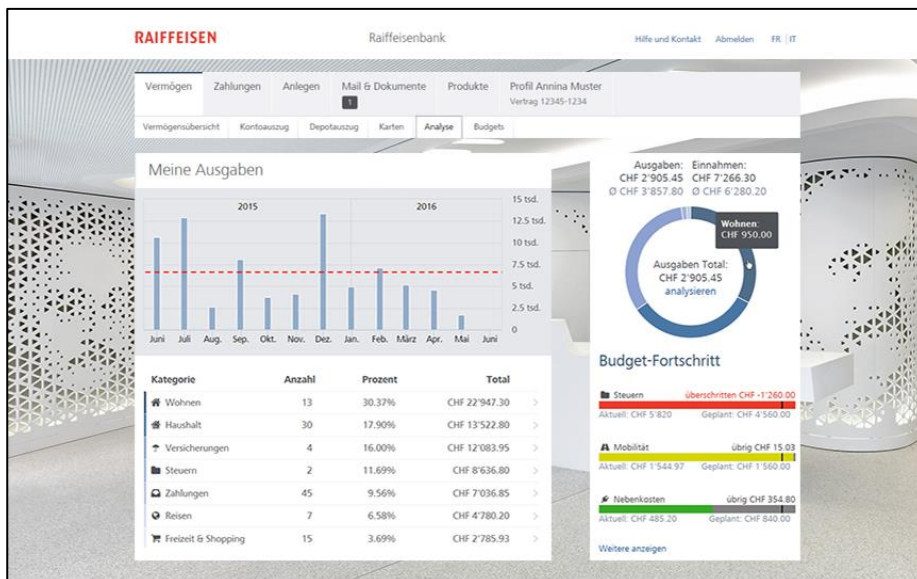 RAIFFEISEN
Raiffeisenbank
Hilfe und Kontakt Abmelden FR | IT
Vermögen Zahlungen Anlegen Mail & Dokumente Produkte Profil Annina Muster
1 Vertrag 12345-1234
Vermögensübersicht Kontoauszug Depotauszug Karten Analyse Budgets
Meine Ausgaben
2015 2016
15 tsd.
12.5 tsd.
10 tsd.
7.5 tsd.
5 tsd.
2.5 tsd.
0
Juni Juli Aug. Sep. Okt. Nov. Dez. Jan. Feb. März Apr. Mai Juni
Kategorie Anzahl Prozent Total
Wohnen 13 30.37% CHF 22'947.30
Haushalt 30 17.90% CHF 13'522.80
Versicherungen 4 16.00% CHF 12'083.95
Steuern 2 11.69% CHF 8'636.80
Zahlungen 45 9.56% CHF 7'036.85
Reisen 7 6.58% CHF 4'780.20
Freizeit & Shopping 15 3.69% CHF 2'785.93
Ausgaben: Einnahmen:
CHF 2'905.45 CHF 7'266.30
Ø CHF 3'857.80 Ø CHF 6'280.20
Wohnen:
CHF 950.00
Ausgaben Total:
CHF 2'905.45
analysieren
Budget-Fortschritt
Steuern überschritten CHF -1'260.00
Aktuell: CHF 5'820 Geplant: CHF 4'560.00
Mobilität übrig CHF 15.03
Aktuell: CHF 1'544.97 Geplant: CHF 1'560.00
Nebenkosten übrig CHF 354.80
Aktuell: CHF 485.20 Geplant: CHF 840.00
Weitere anzeigen